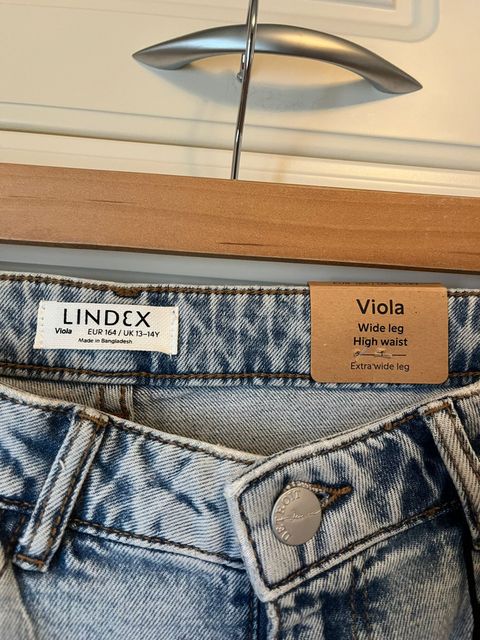 LINDEX
Viola EUR 164 / UK 13–14Y
Made in Bangladesh
Viola
Wide leg
High waist
Extra wide leg